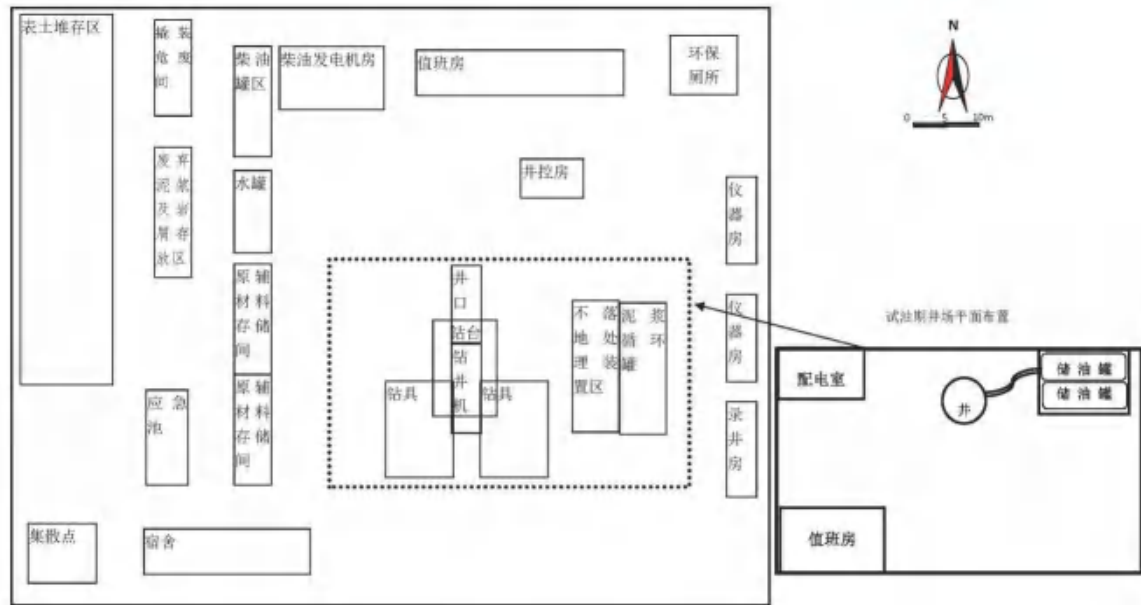 表土堆存区
撬装
危废
间
柴油
罐区
柴油发电机房
值班房
环保
厕所
N
0 5 10m
废弃
泥浆
及岩
屑存
放区
水罐
井控房
仪
器
房
原辅
材料
存储
间
井
口
钻台
钻
井
机
钻具
钻具
不落
地处
理装
置区
泥浆
循环
罐
仪
器
房
试油期井场平面布置
配电室
井
储油罐
储油罐
值班房
应急
池
原辅
材料
存储
间
录
井
房
集散点
宿舍